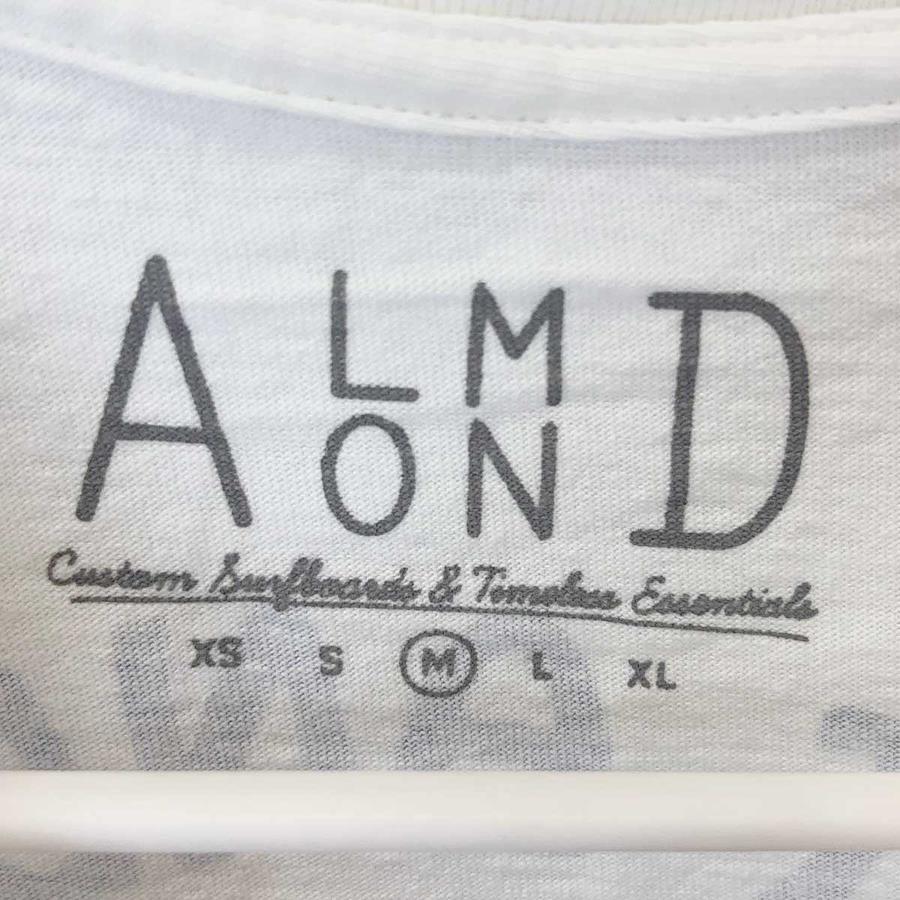 ALMOND
Custom Surfboards & Timeless Essentials
XS S M L XL